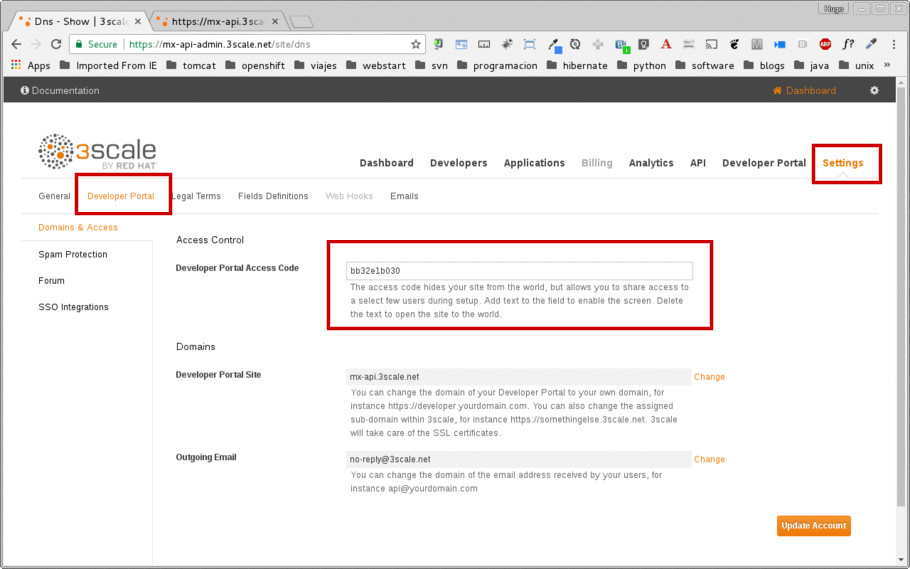 Hugo
Dns - Show | 3scale
https://mx-api.3sca
Secure https://mx-api-admin.3scale.net/site/dns
Apps Imported From IE tomcat openshift viajes webstart svn programacion hibernate python software blogs java unix »
Documentation Dashboard
3scale
BY RED HAT
Dashboard Developers Applications Billing Analytics API Developer Portal Settings
General Developer Portal Legal Terms Fields Definitions Web Hooks Emails
Domains & Access
Spam Protection
Forum
SSO Integrations
Access Control
Developer Portal Access Code
bb32e1b030
The access code hides your site from the world, but allows you to share access to
a select few users during setup. Add text to the field to enable the screen. Delete
the text to open the site to the world.
Domains
Developer Portal Site
mx-api.3scale.net Change
You can change the domain of your Developer Portal to your own domain, for
instance https://developer.yourdomain.com. You can also change the assigned
sub-domain within 3scale, for instance https://somethingelse.3scale.net. 3scale
will take care of the SSL certificates.
Outgoing Email
no-reply@3scale.net Change
You can change the domain of the email address received by your users, for
instance api@yourdomain.com
Update Account